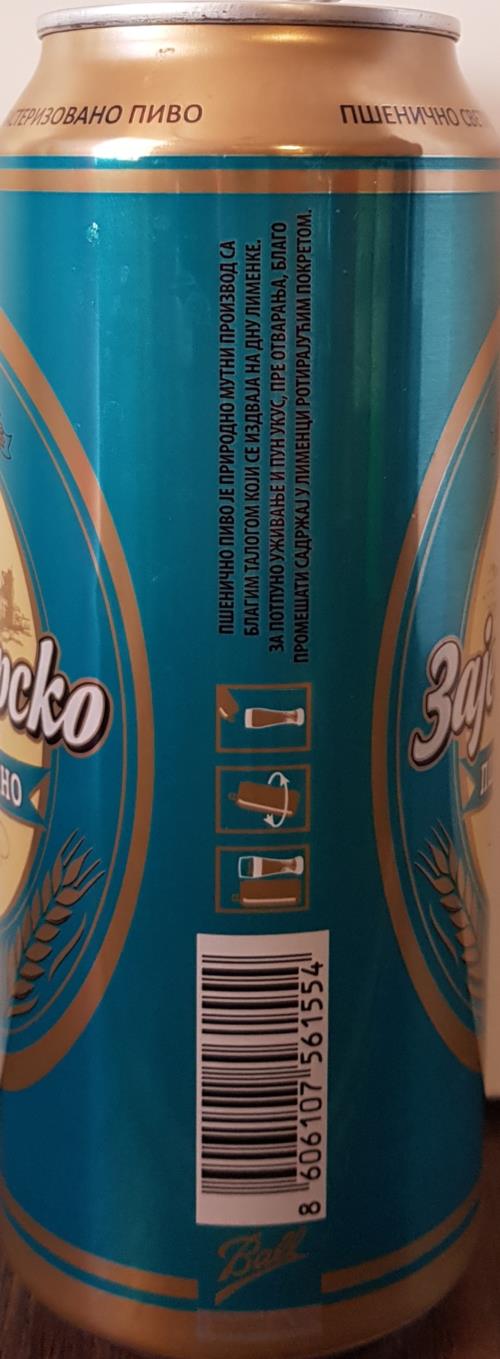 ПИВО
ПШЕНИЧНО
ПШЕНИЧНО ПИВО ЈЕ ПРИРОДНО МУТНИ ПРОИЗВОД СА
БЛАГИМ ТАЛОГОМ КОЈИ СЕ ИЗДВАЈА НА ДНУ ЛИМЕНКЕ.
ЗА ПОТПУНО УЖИВАЊЕ И ПУН УКУС, ПРЕ ОТВАРАЊА, БЛАГО
ПРОМЕШАТИ САДРЖАЈ У ЛИМЕНЦИ РОТИРАЈУЋИМ ПОКРЕТОМ.
8 606107 561554
Ball